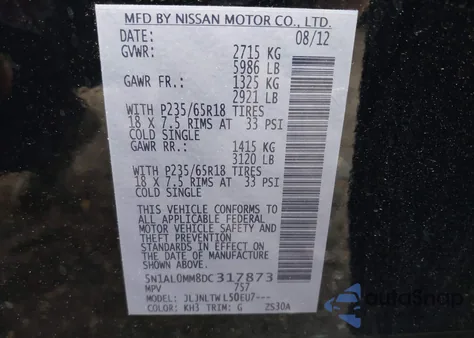 MFD BY NISSAN MOTOR CO., LTD.
DATE: 08/12
GVWR: 2715 KG
5986 LB
GAWR FR.: 1325 KG
2921 LB
WITH P235/65R18 TIRES
18 X 7.5 RIMS AT 33 PSI
COLD SINGLE
GAWR RR.: 1415 KG
3120 LB
WITH P235/65R18 TIRES
18 X 7.5 RIMS AT 33 PSI
COLD SINGLE
THIS VEHICLE CONFORMS TO
ALL APPLICABLE FEDERAL
MOTOR VEHICLE SAFETY AND
THEFT PREVENTION
STANDARDS IN EFFECT ON THE
DATE OF MANUFACTURE.
5N1AL0MM8DC317873
MPV 757
MODEL: JLJNLTWL50EU7---
COLOR: KH3 TRIM: G 2S30A
autoSnap